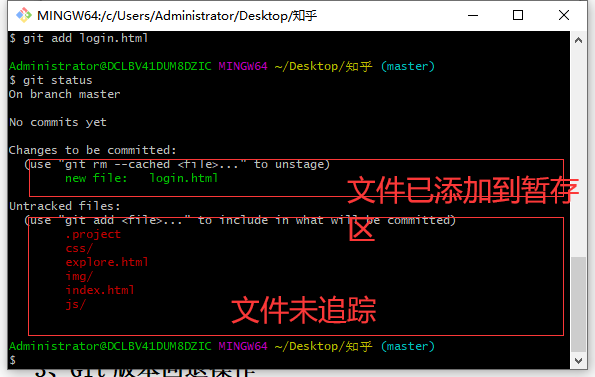 MINGW64:/c/Users/Administrator/Desktop/知乎
$ git add login.html
Administrator@DCLBV41DUM8DZIC MINGW64 ~/Desktop/知乎 (master)
$ git status
On branch master
No commits yet
Changes to be committed:
(use "git rm --cached <file>..." to unstage)
new file: login.html
文件已添加到暂存
区
Untracked files:
(use "git add <file>..." to include in what will be committed)
.project
css/
explore.html
img/
index.html
js/
文件未追踪
Administrator@DCLBV41DUM8DZIC MINGW64 ~/Desktop/知乎 (master)
$
3、Git 版本回退操作